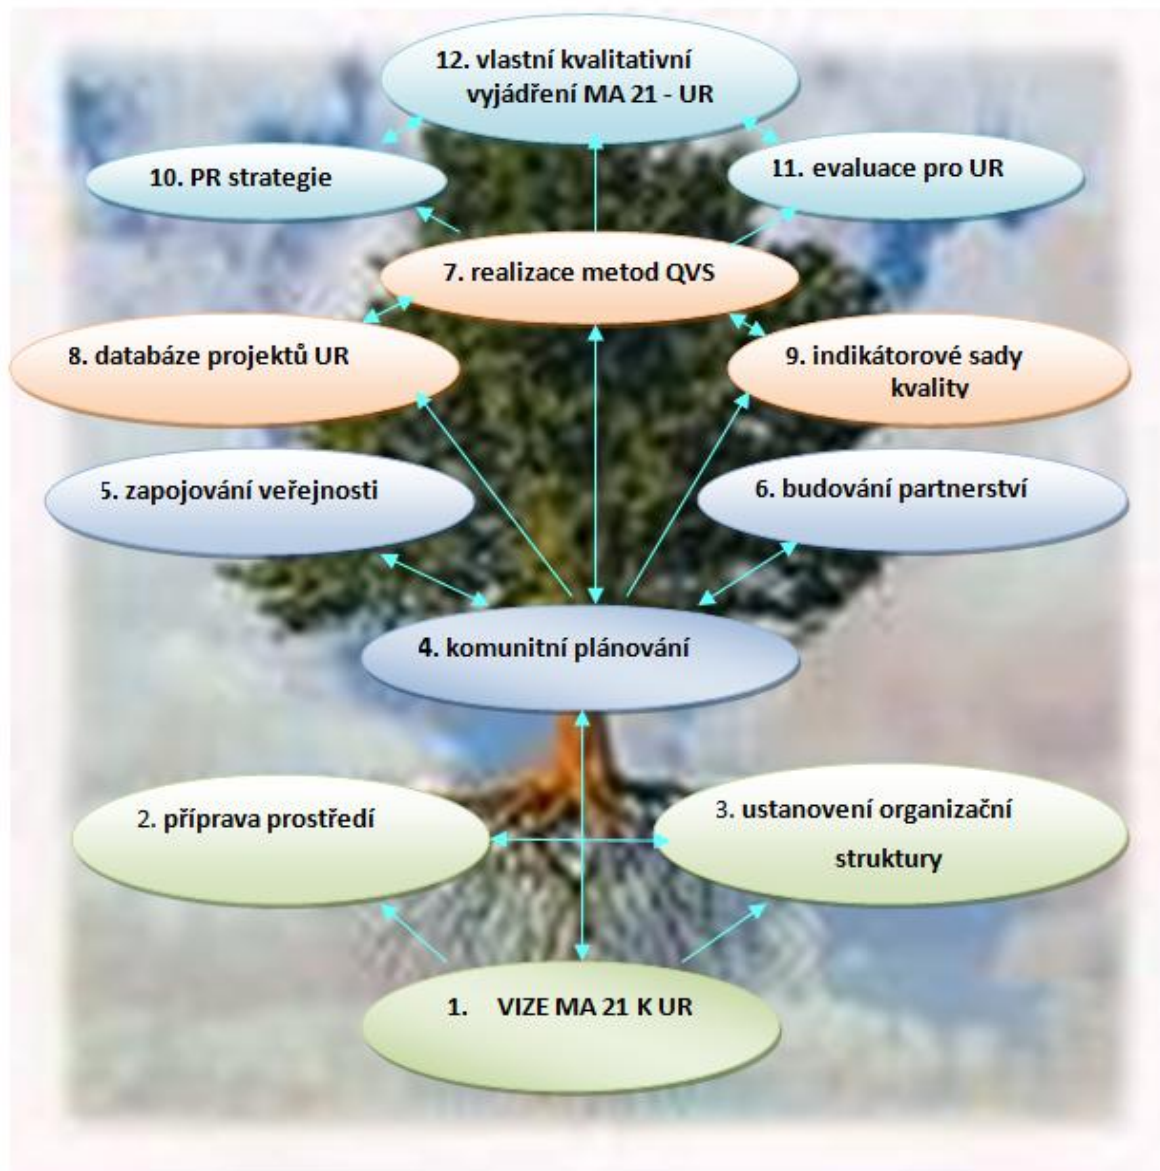 12. vlastní kvalitativní
vyjádření MA 21 - UR
10. PR strategie
11. evaluace pro UR
7. realizace metod QVS
8. databáze projektů UR
9. indikátorové sady
kvality
5. zapojování veřejnosti
6. budování partnerství
4. komunitní plánování
2. příprava prostředí
3. ustanovení organizační
struktury
1. VIZE MA 21 K UR